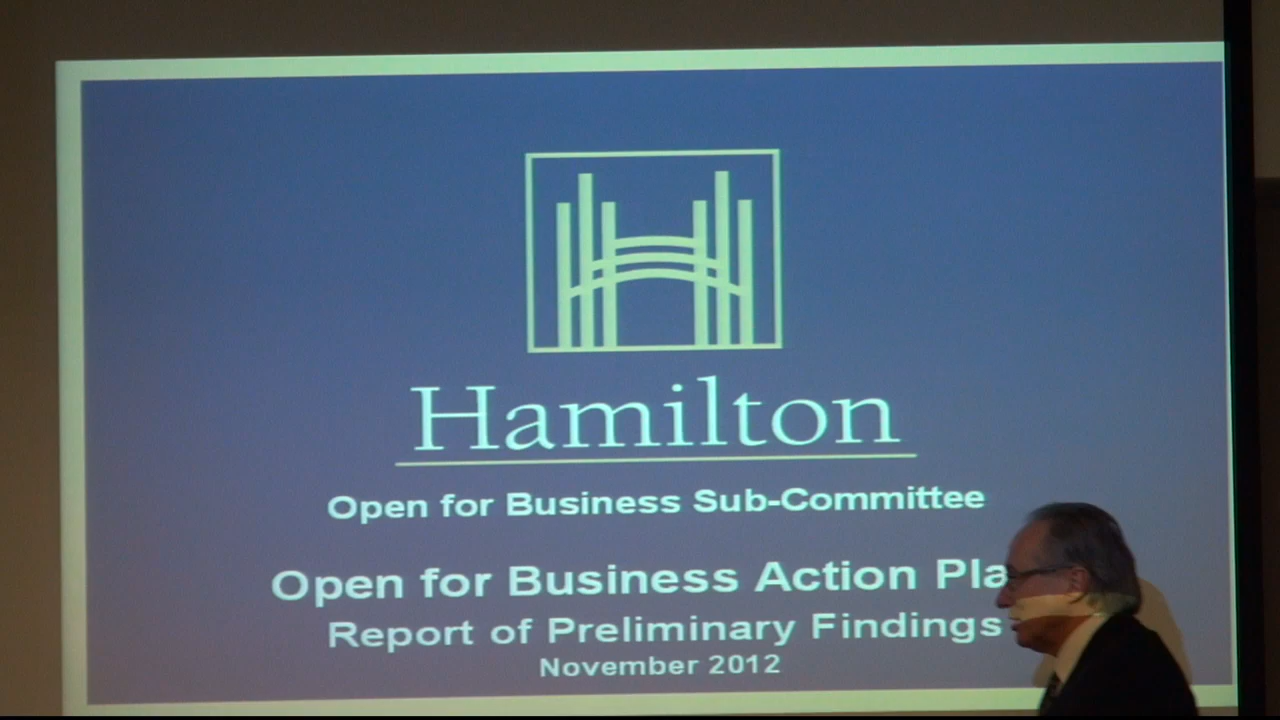 Hamilton
Open for Business Sub-Committee
Open for Business Action Pla
Report of Preliminary Findings
November 2012